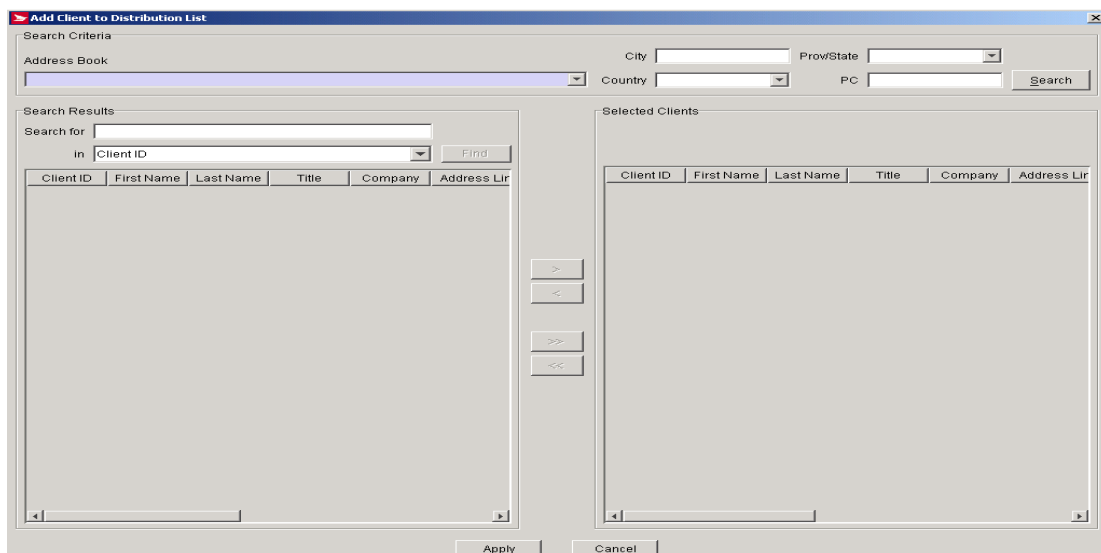 Add Client to Distribution List
Search Criteria
Address Book
City
Prov/State
Country
PC
Search
Search Results
Search for
in Client ID
Find
Client ID First Name Last Name Title Company Address Lin
>
<
>>
<<
Selected Clients
Client ID First Name Last Name Title Company Address Lin
Apply
Cancel